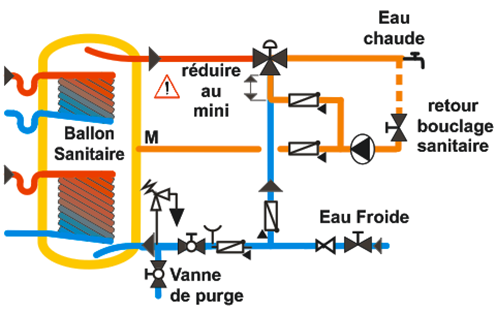 Eau
chaude
réduire
au
mini
!
retour
bouclage
sanitaire
Ballon
Sanitaire
M
Eau Froide
Vanne
de purge